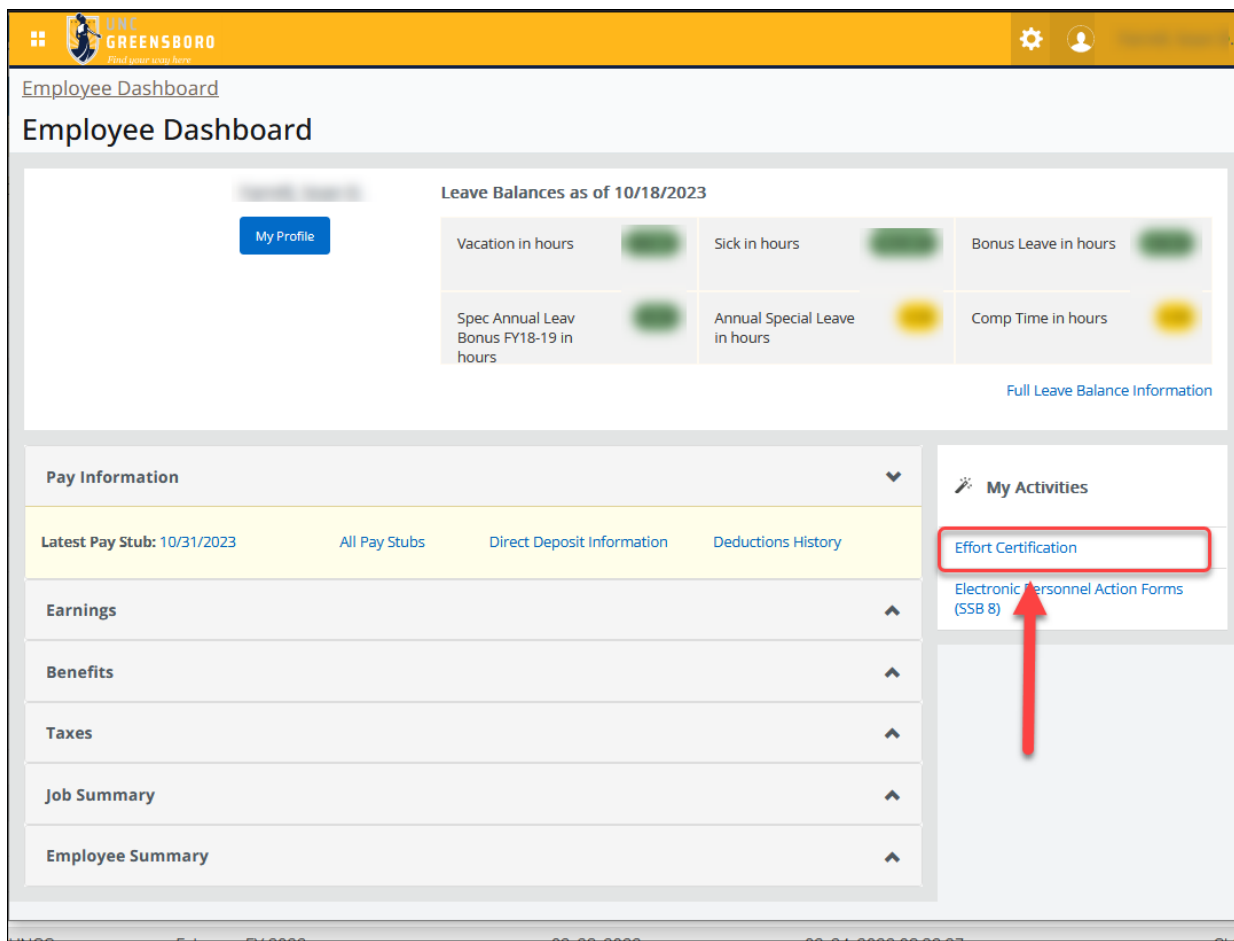 UNC
GREENSBORO
Find your way here
Employee Dashboard
Employee Dashboard
My Profile
Leave Balances as of 10/18/2023
Vacation in hours
Sick in hours
Bonus Leave in hours
Spec Annual Leav
Bonus FY18-19 in
hours
Annual Special Leave
in hours
Comp Time in hours
Full Leave Balance Information
Pay Information
Latest Pay Stub: 10/31/2023 All Pay Stubs Direct Deposit Information Deductions History
Earnings
Benefits
Taxes
Job Summary
Employee Summary
My Activities
Effort Certification
Electronic Personnel Action Forms
(SSB 8)